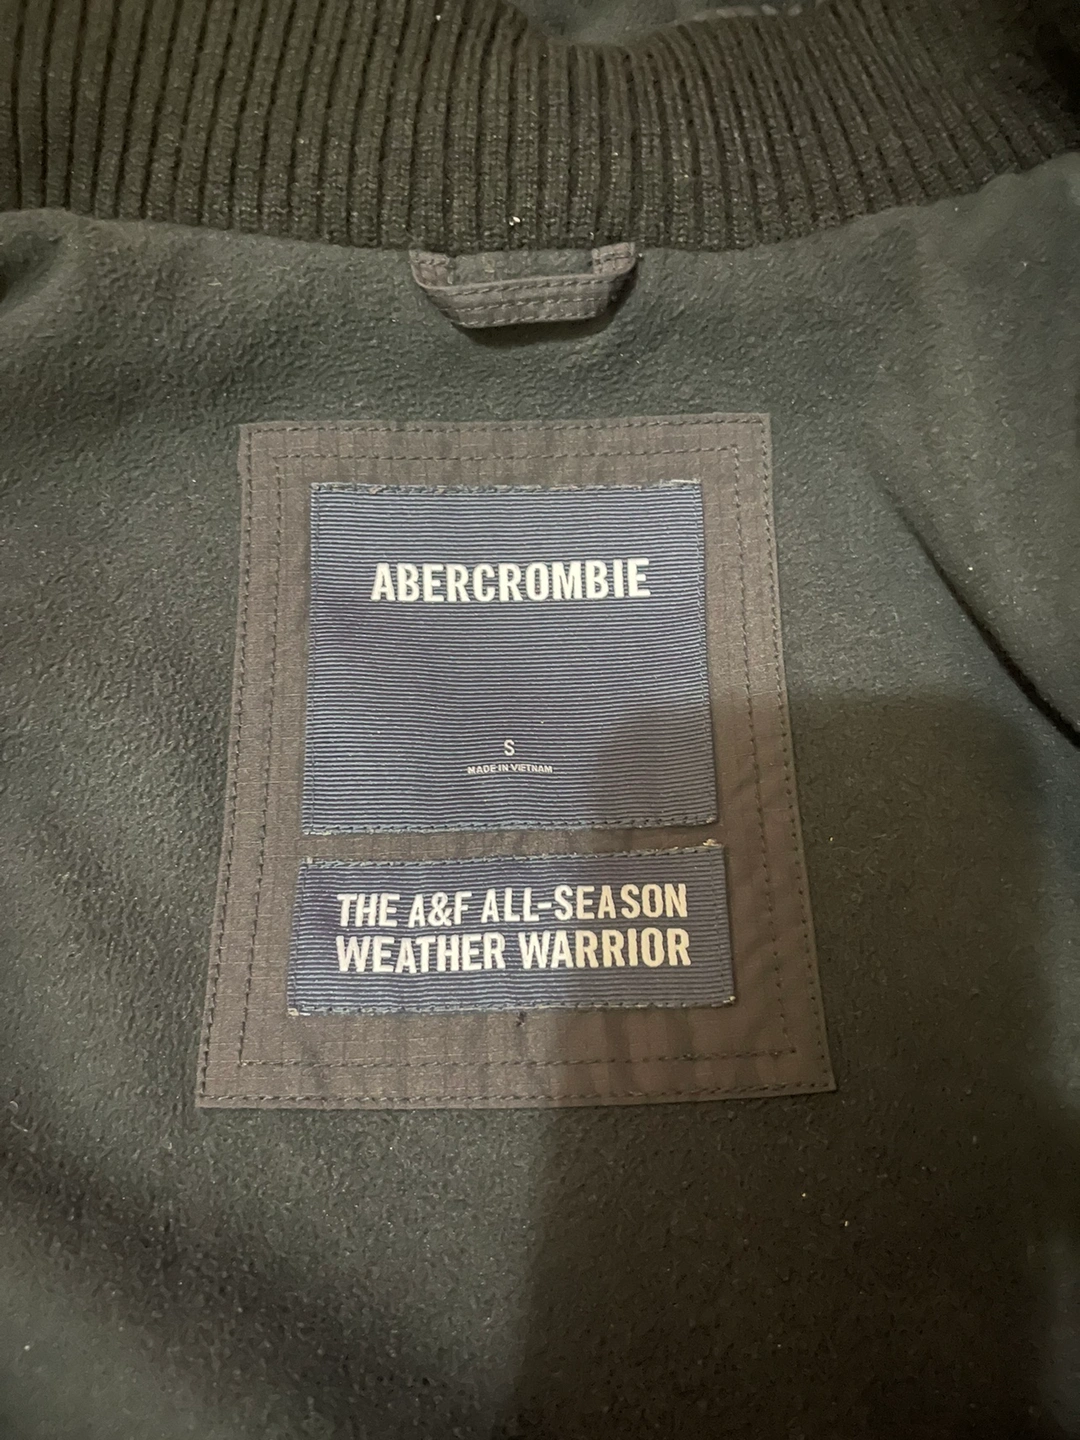 ABERCROMBIE
S
MADE IN VIETNAM
THE A&F ALL-SEASON
WEATHER WARRIOR